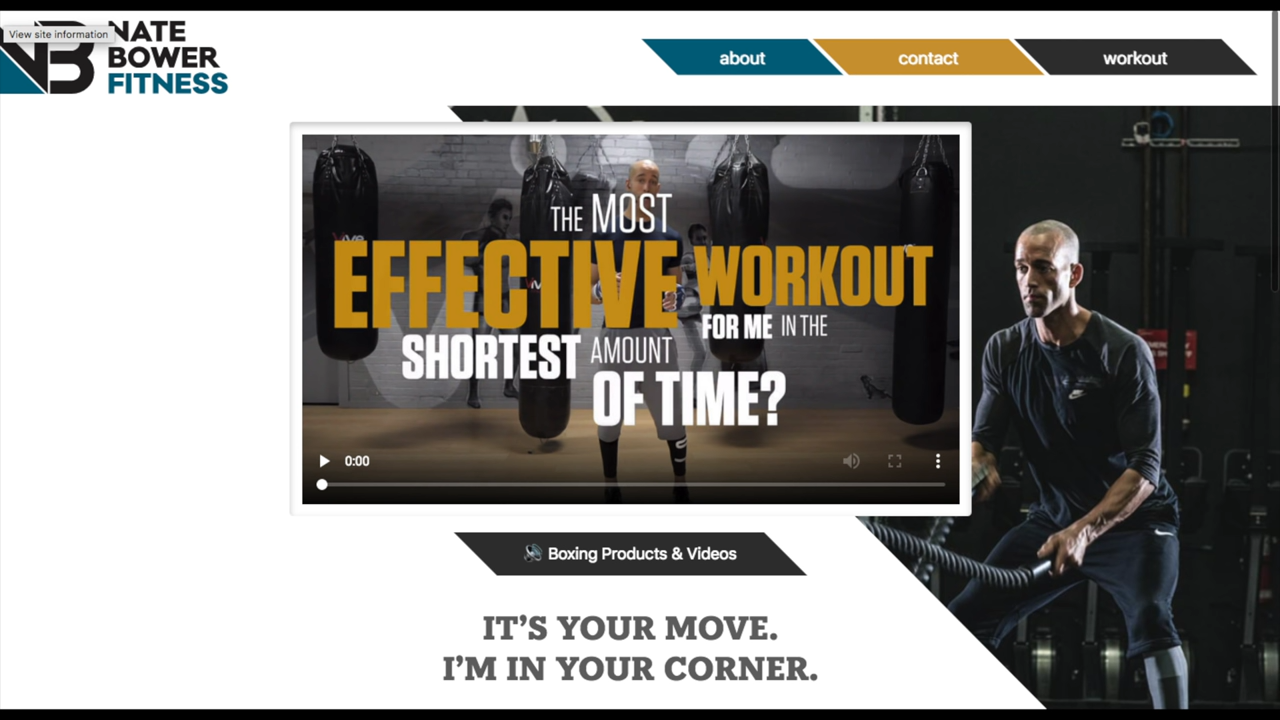 View site information
NATE
BOWER
FITNESS
about
contact
workout
THE MOST
EFFECTIVE WORKOUT
FOR ME IN THE
SHORTEST AMOUNT
OF TIME?
0:00
Boxing Products & Videos
IT'S YOUR MOVE.
I'M IN YOUR CORNER.